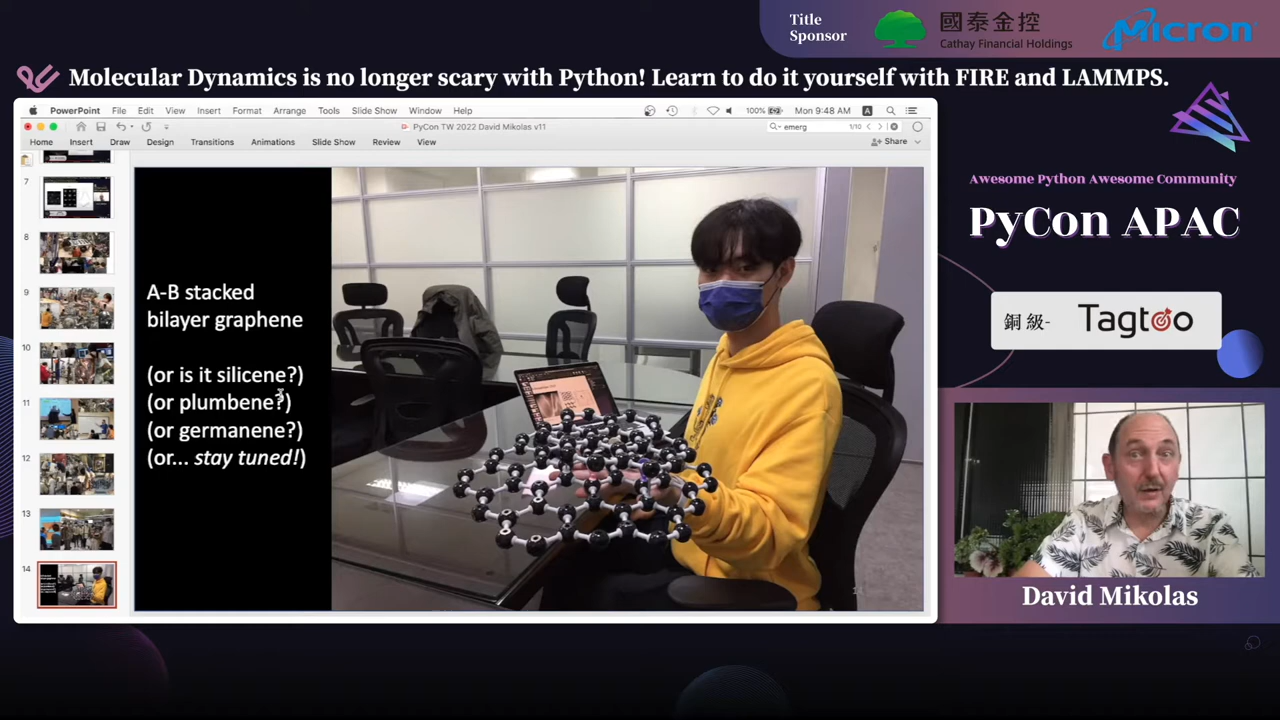 Title
Sponsor
國泰金控
Cathay Financial Holdings
Micron
Molecular Dynamics is no longer scary with Python! Learn to do it yourself with FIRE and LAMMPS.
PowerPoint File Edit View Insert Format Arrange Tools Slide Show Window Help
100% Mon 9:48 AM A
PyCon TW 2022 David Mikolas v11
emerg 1/10
Home Insert Draw Design Transitions Animations Slide Show Review View
Share
7
8
9
10
11
12
13
14
A-B stacked
bilayer graphene
(or is it silicene?)
(or plumbene?)
(or germanene?)
(or... stay tuned!)
14
Awesome Python Awesome Community
PyCon APAC
銅級-
Tagtoo
David Mikolas